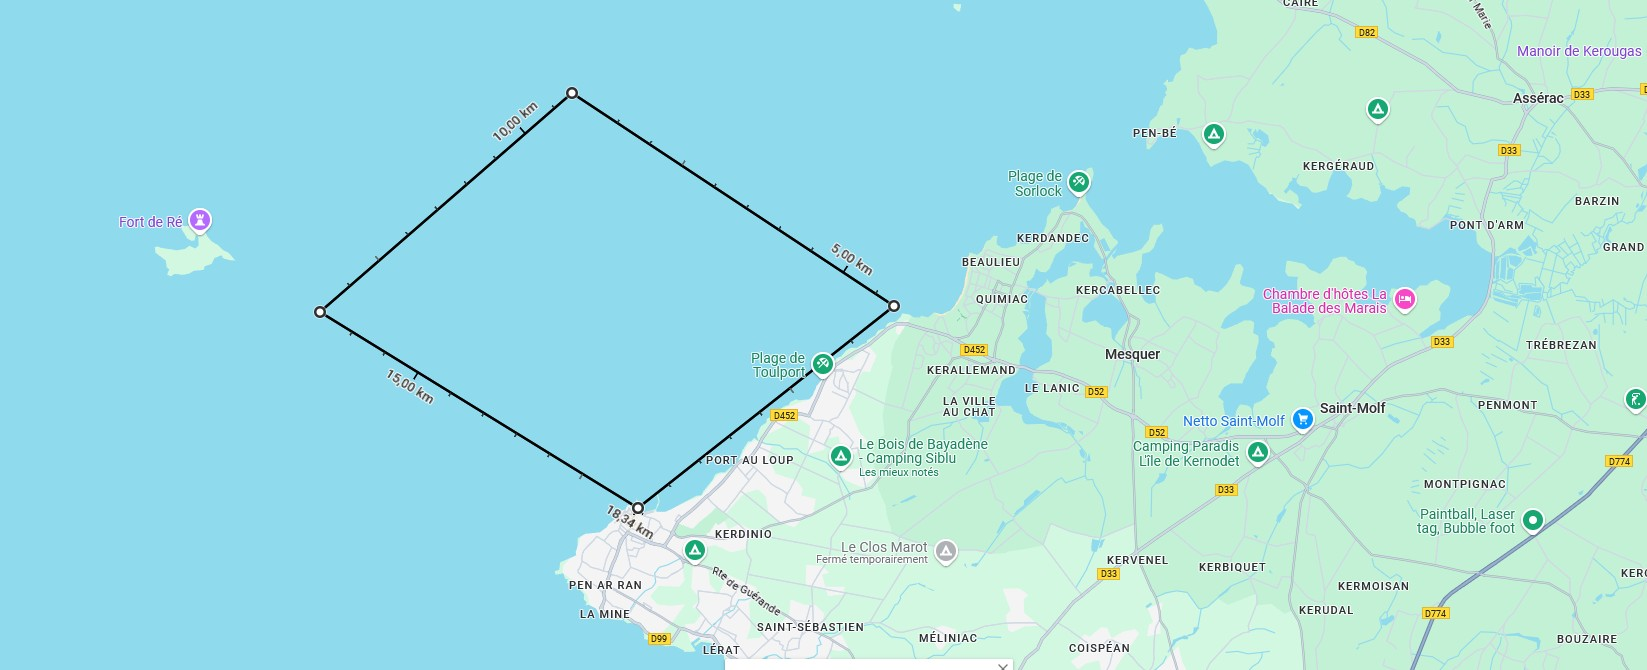 CAIRE
Marie
D82
Manoir de Kerougas
D33
Assérac
10,00 km
PEN-BÉ
D33
KERGÉRAUD
Plage de
Sorlock
BARZIN
Fort de Ré
PONT D'ARM
KERDANDEC
GRAND
BEAULIEU
5,00 km
KERCABELLEC
QUIMIAC
Chambre d'hôtes La
Balade des Marais
D33
TRÉBREZAN
D452
Mesquer
Plage de
Toulport
KERALLEMAND
15,00 km
LE LANIC
D52
LA VILLE
AU CHAT
Saint-Molf
PENMONT
D452
Netto Saint-Molf
D52
Le Bois de Bayadène
- Camping Siblu
Les mieux notés
Camping Paradis
L'île de Kernodet
PORT AU LOUP
D774
D33
MONTPIGNAC
18,34 km
Paintball, Laser
tag, Bubble foot
KERDINIO
Le Clos Marot
Fermé temporairement
KERVENEL
KERBIQUET
D33
KERC
PEN AR RAN
Rte de Guérande
KERMOISAN
LA MINE
KERUDAL
D774
SAINT-SÉBASTIEN
D99
MÉLINIAC
BOUZAIRE
LÉRAT
COISPÉAN